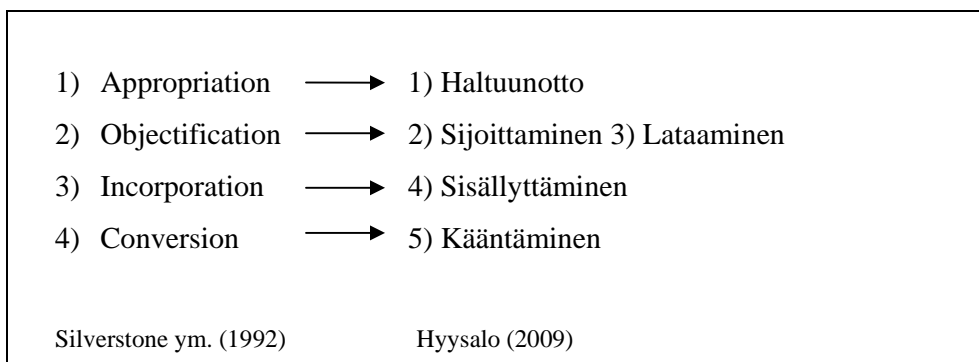 1) Appropriation 1) Haltuunotto
2) Objectification 2) Sijoittaminen 3) Lataaminen
3) Incorporation 4) Sisällyttäminen
4) Conversion 5) Kääntäminen
Silverstone ym. (1992) Hyysalo (2009)